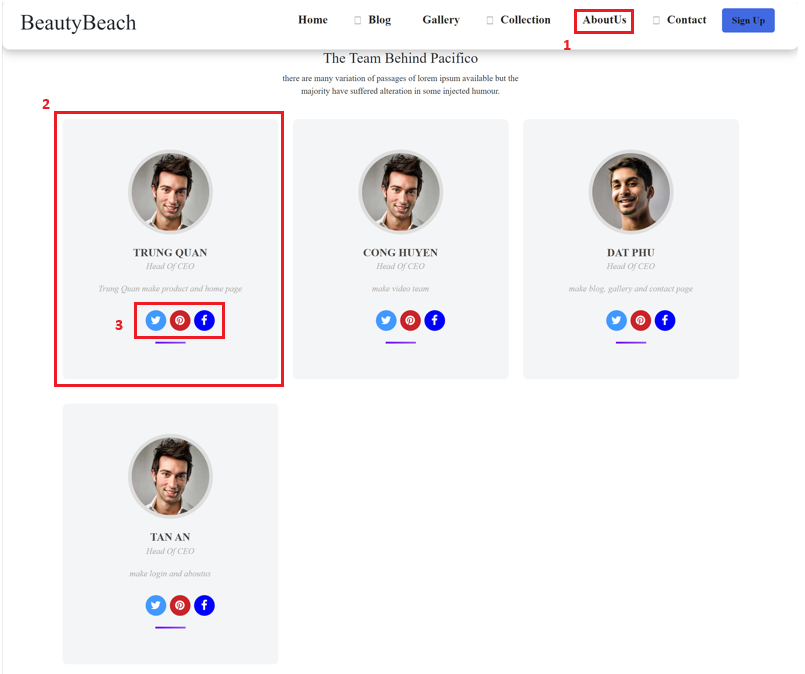 BeautyBeach
Home Blog Gallery Collection AboutUs Contact Sign Up
1
The Team Behind Pacifico
there are many variation of passages of lorem ipsum available but the
majority have suffered alteration in some injected humour.
2
TRUNG QUAN
Head Of CEO
Trung Quan make product and home page
3
CONG HUYEN
Head Of CEO
make video team
DAT PHU
Head Of CEO
make blog, gallery and contact page
TAN AN
Head Of CEO
make login and aboutus